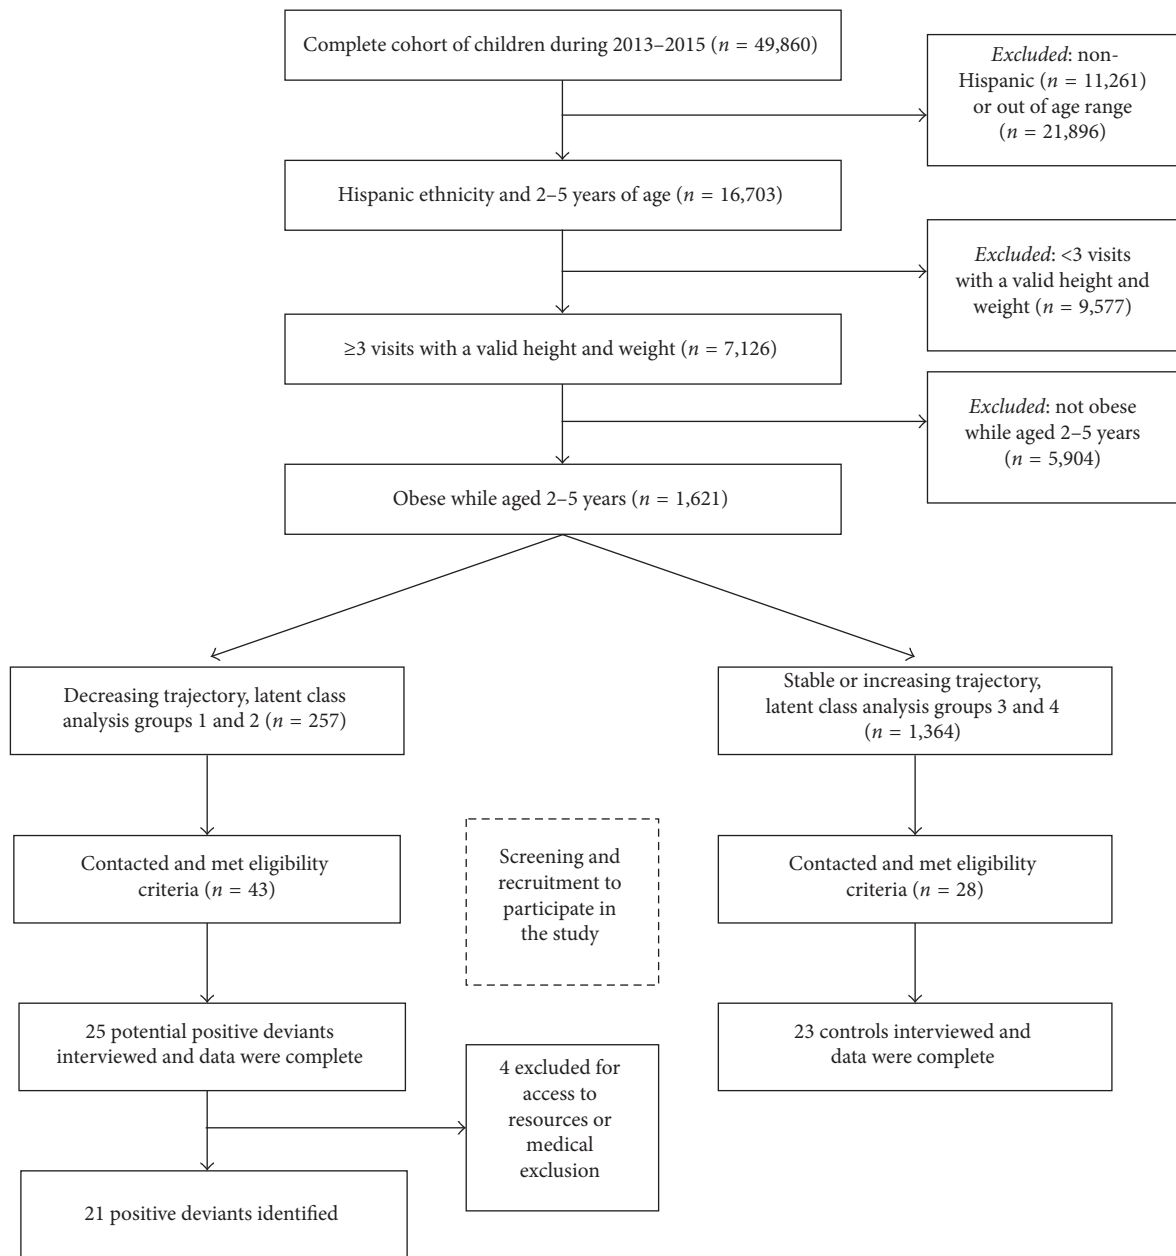 Complete cohort of children during 2013–2015 (n = 49,860)
Excluded: non-
Hispanic (n = 11,261)
or out of age range
(n = 21,896)
Hispanic ethnicity and 2–5 years of age (n = 16,703)
Excluded: <3 visits
with a valid height and
weight (n = 9,577)
≥3 visits with a valid height and weight (n = 7,126)
Excluded: not obese
while aged 2–5 years
(n = 5,904)
Obese while aged 2–5 years (n = 1,621)
Decreasing trajectory, latent class
analysis groups 1 and 2 (n = 257)
Stable or increasing trajectory,
latent class analysis groups 3 and 4
(n = 1,364)
Contacted and met eligibility
criteria (n = 43)
Screening and
recruitment to
participate in
the study
Contacted and met eligibility
criteria (n = 28)
25 potential positive deviants
interviewed and data were complete
23 controls interviewed and
data were complete
4 excluded for
access to
resources or
medical
exclusion
21 positive deviants identified